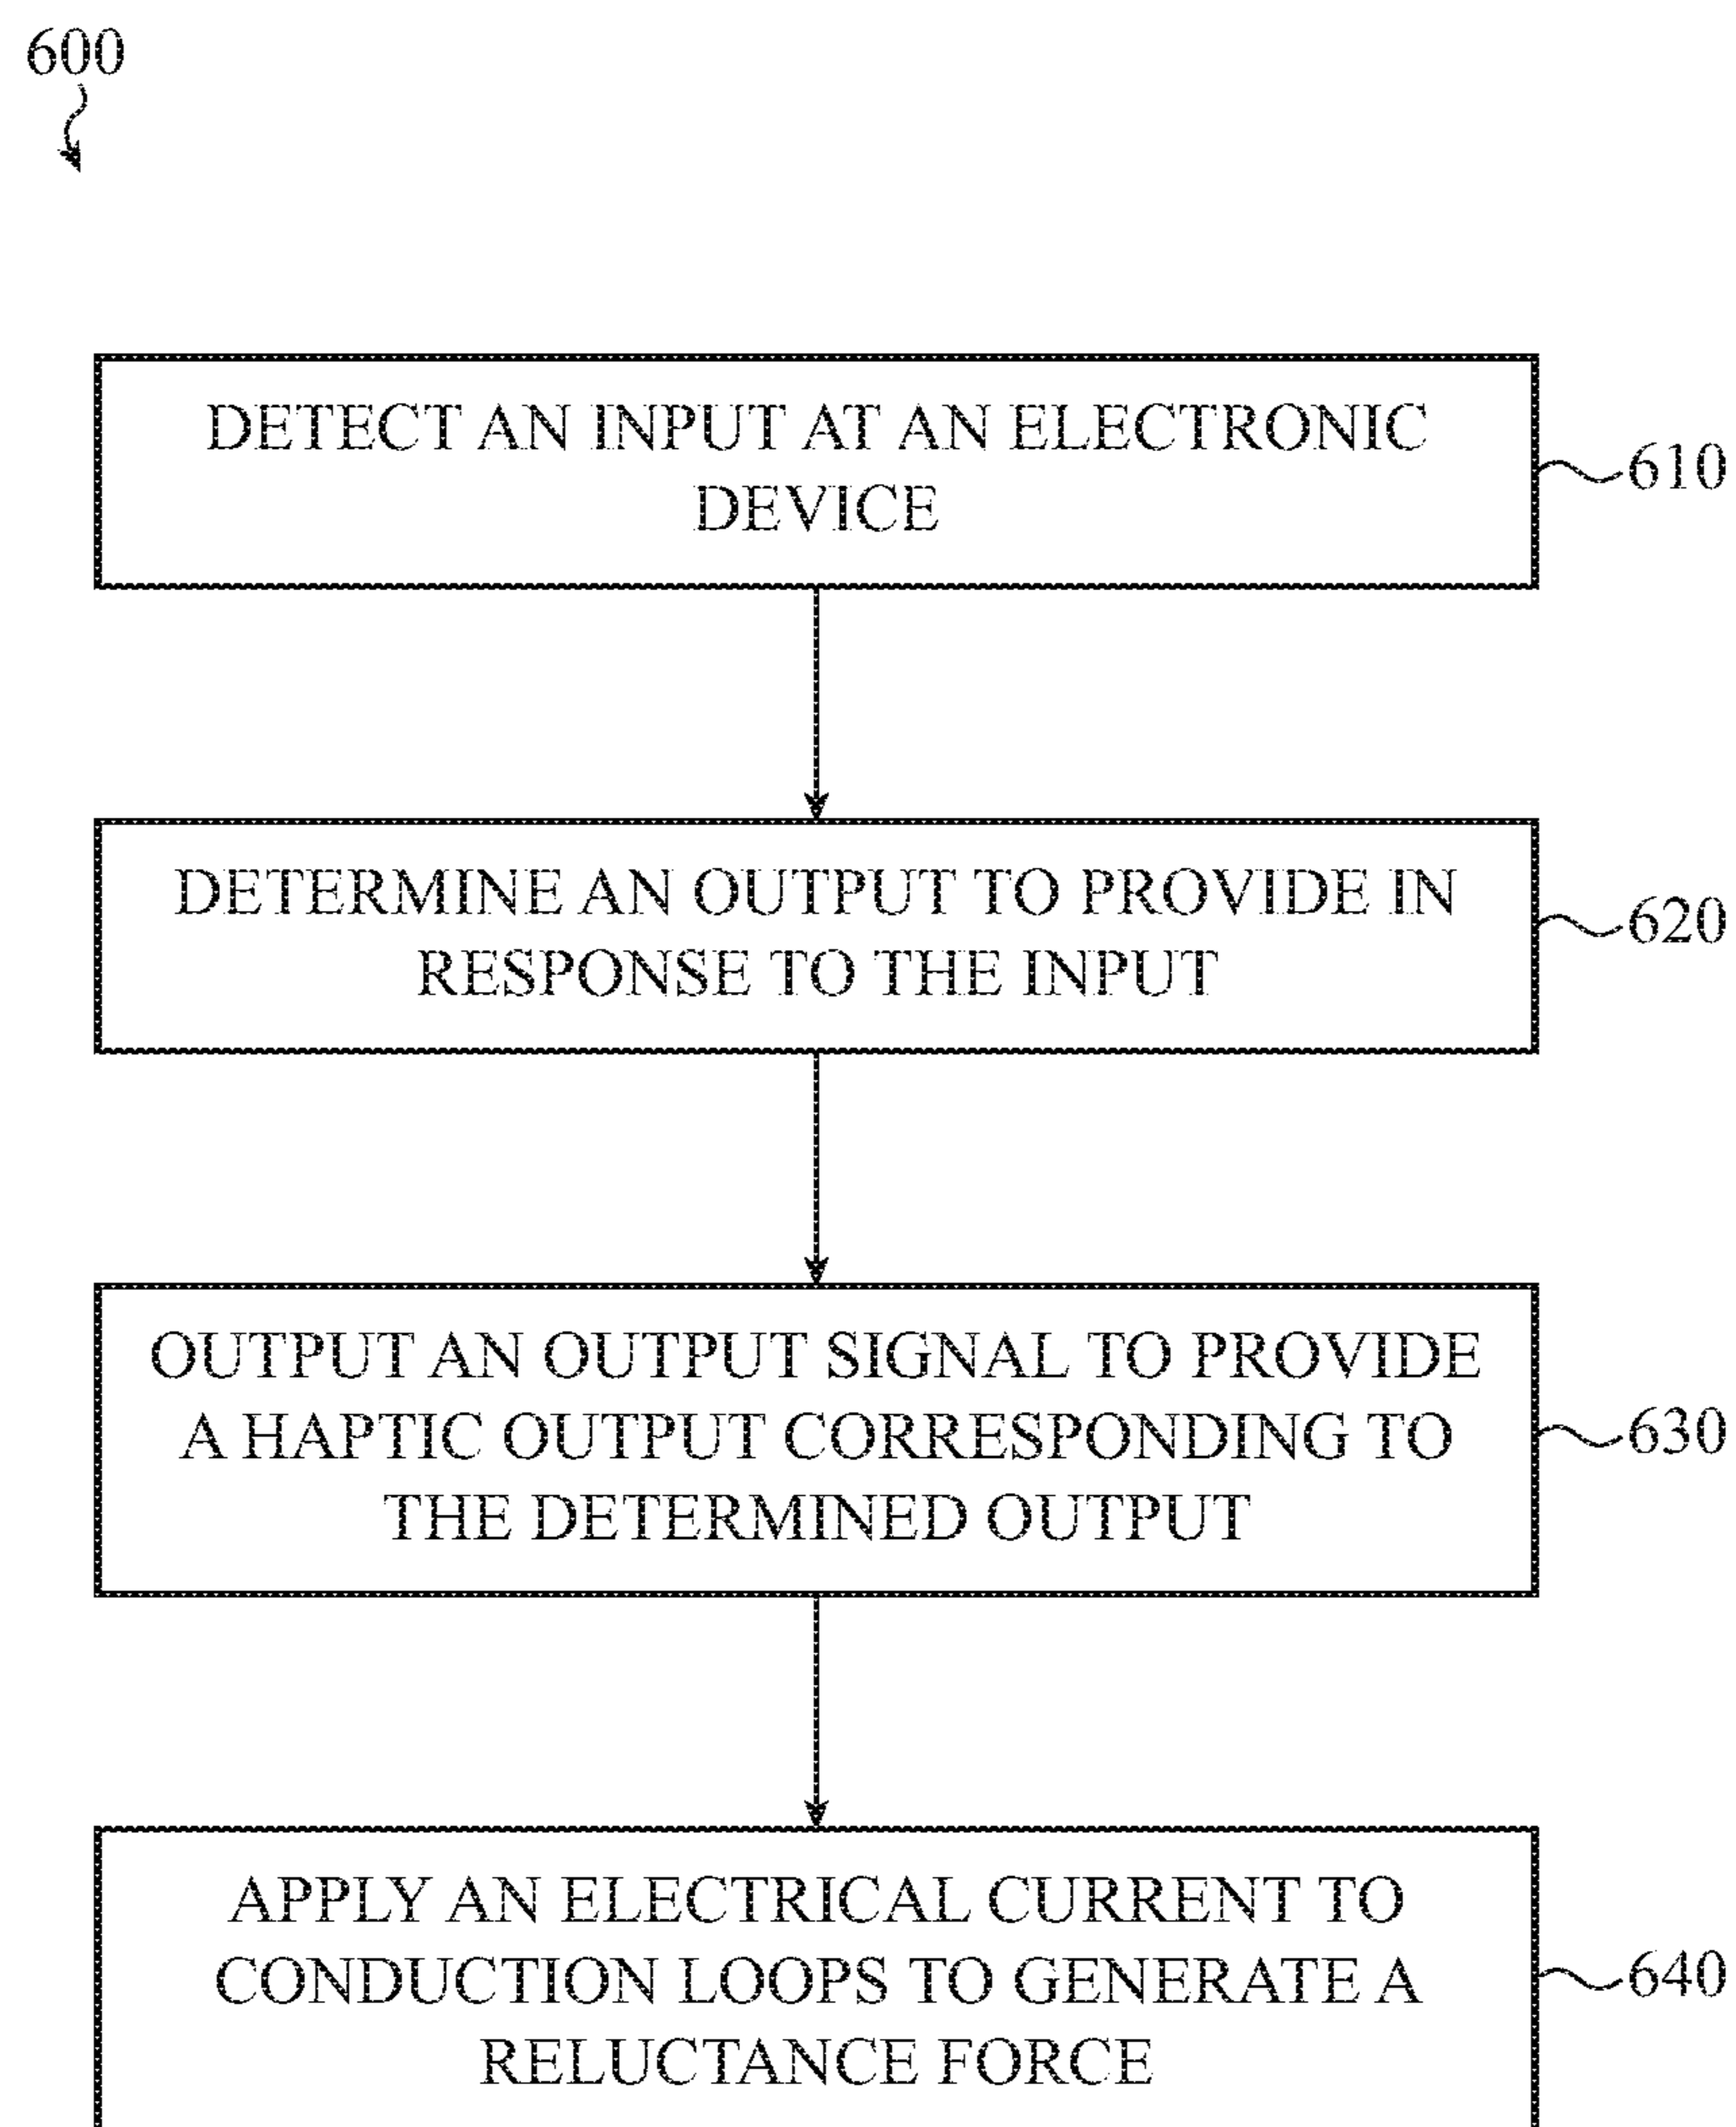 600
DETECT AN INPUT AT AN ELECTRONIC
DEVICE
610
DETERMINE AN OUTPUT TO PROVIDE IN
RESPONSE TO THE INPUT
620
OUTPUT AN OUTPUT SIGNAL TO PROVIDE
A HAPTIC OUTPUT CORRESPONDING TO
THE DETERMINED OUTPUT
630
APPLY AN ELECTRICAL CURRENT TO
CONDUCTION LOOPS TO GENERATE A
RELUCTANCE FORCE
640